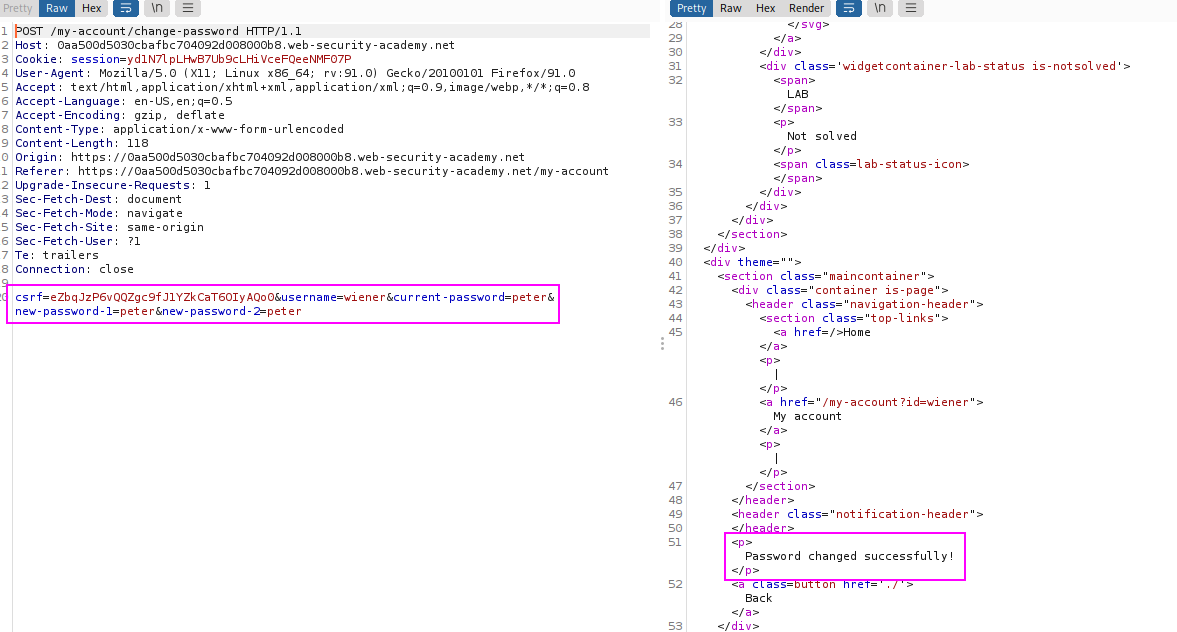 Pretty Raw Hex \n
1 POST /my-account/change-password HTTP/1.1
2 Host: 0aa500d5030cbafbc704092d008000b8.web-security-academy.net
3 Cookie: session=yd1N7lpLHwB7Ub9cLHiVceFQeeNMF07P
4 User-Agent: Mozilla/5.0 (X11; Linux x86_64; rv:91.0) Gecko/20100101 Firefox/91.0
5 Accept: text/html,application/xhtml+xml,application/xml;q=0.9,image/webp,*/*;q=0.8
6 Accept-Language: en-US,en;q=0.5
7 Accept-Encoding: gzip, deflate
8 Content-Type: application/x-www-form-urlencoded
9 Content-Length: 118
0 Origin: https://0aa500d5030cbafbc704092d008000b8.web-security-academy.net
1 Referer: https://0aa500d5030cbafbc704092d008000b8.web-security-academy.net/my-account
2 Upgrade-Insecure-Requests: 1
3 Sec-Fetch-Dest: document
4 Sec-Fetch-Mode: navigate
5 Sec-Fetch-Site: same-origin
6 Sec-Fetch-User: ?1
7 Te: trailers
8 Connection: close
9
0 csrf=eZbqJzP6vQQZgc9fJlYZkCaT6OIyAQo0&username=wiener&current-password=peter&
new-password-1=peter&new-password-2=peter
Pretty Raw Hex Render \n
28 </svg>
29 </a>
30 </div>
31 <div class='widgetcontainer-lab-status is-notsolved'>
32 <span>
LAB
</span>
33 <p>
Not solved
</p>
34 <span class=lab-status-icon>
</span>
35 </div>
36 </div>
37 </div>
38 </section>
39 </div>
40 <div theme="">
41 <section class="maincontainer">
42 <div class="container is-page">
43 <header class="navigation-header">
44 <section class="top-links">
45 <a href=/>Home
</a>
<p>
|
</p>
46 <a href="/my-account?id=wiener">
My account
</a>
<p>
|
</p>
47 </section>
48 </header>
49 <header class="notification-header">
50 </header>
51 <p>
Password changed successfully!
</p>
52 <a class=button href='./'>
Back
</a>
53 </div>